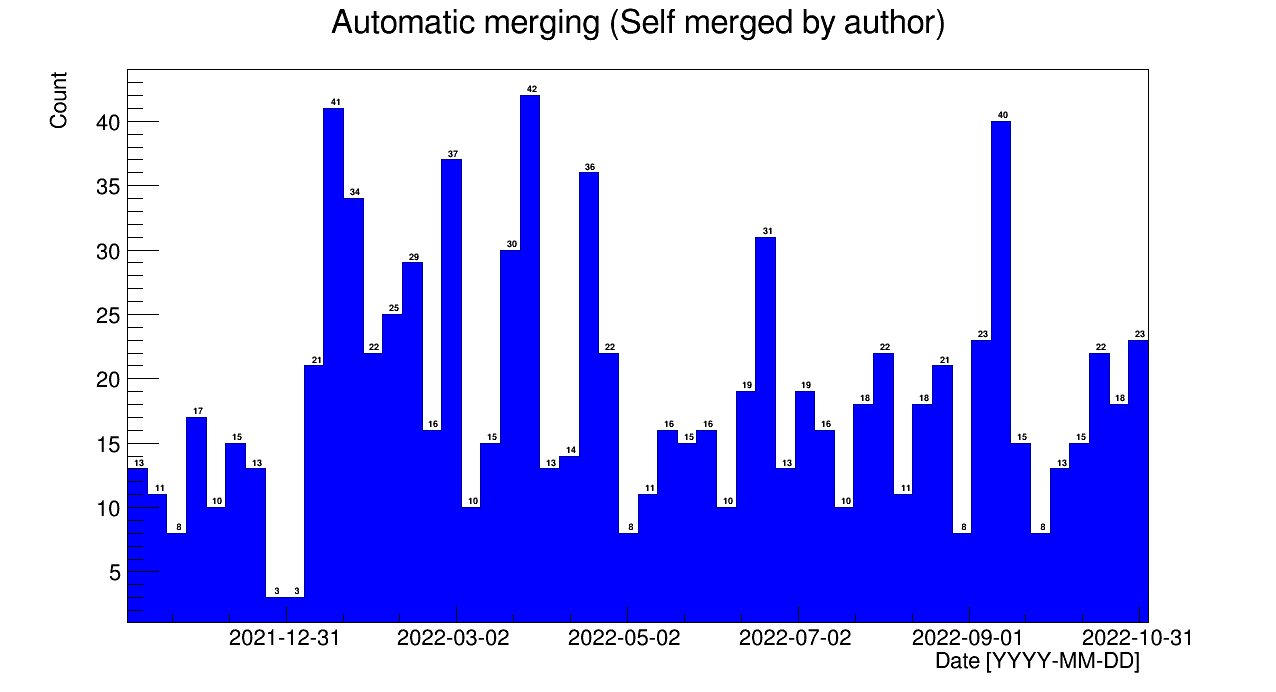 Automatic merging (Self merged by author)
Count
40
35
30
25
20
15
10
5
13 11 8 17 10 15 13 3 3 21 41 34 22 25 29 16 37 10 15 30 42 13 14 36 22 8 11 16 15 16 10 19 31 13 19 16 10 18 22 11 18 21 8 23 40 15 8 13 15 22 18 23
2021-12-31 2022-03-02 2022-05-02 2022-07-02 2022-09-01 2022-10-31
Date [YYYY-MM-DD]